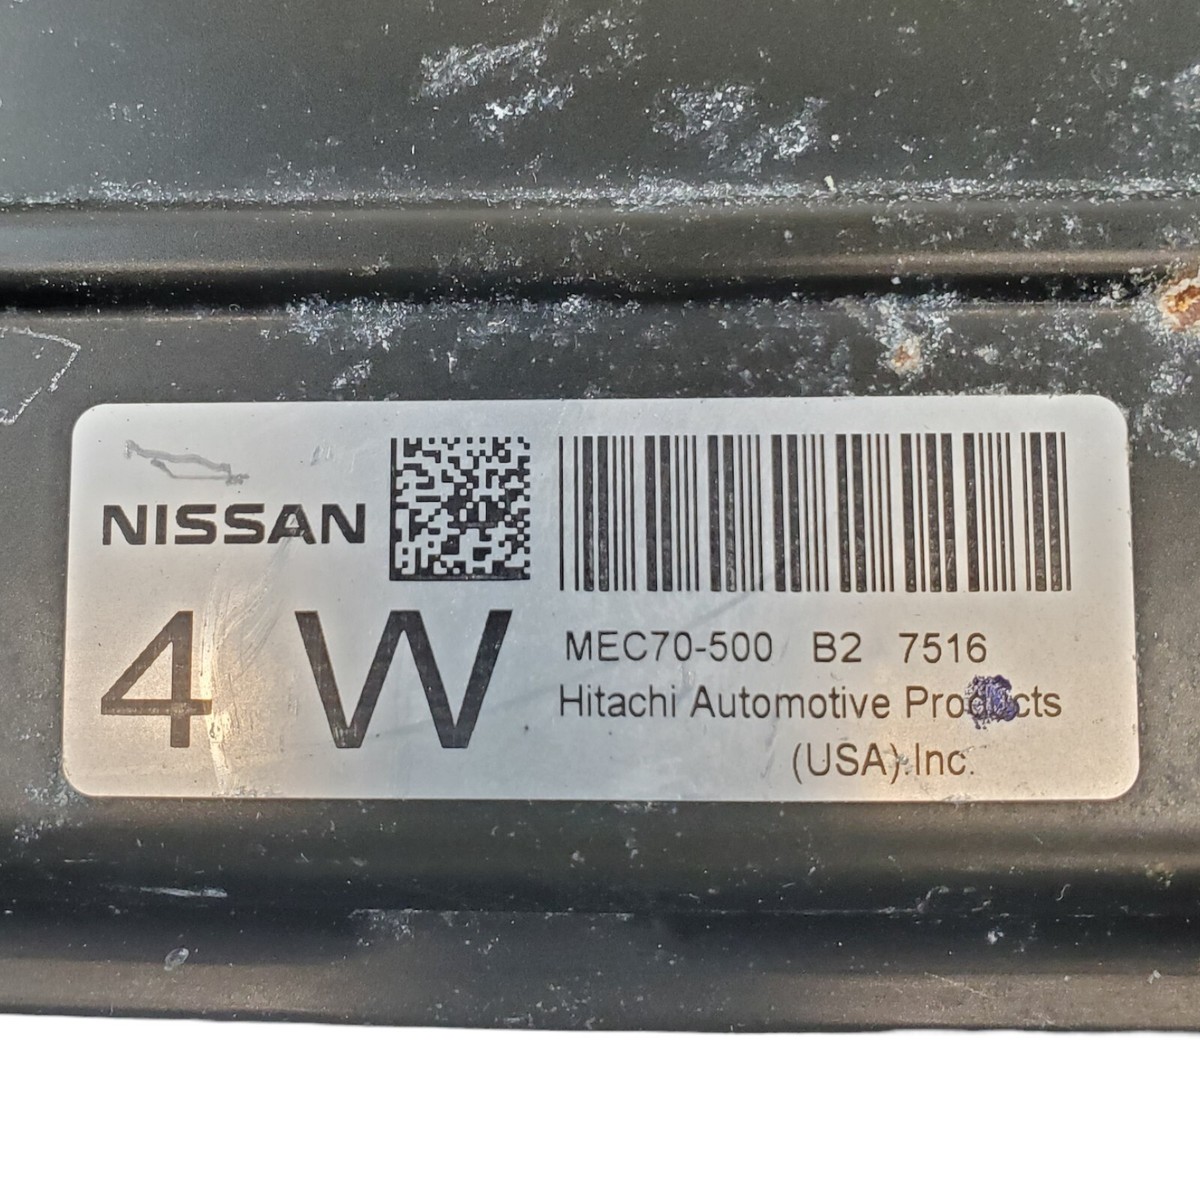 NISSAN
4 W
MEC70-500 B2 7516
Hitachi Automotive Products
(USA).Inc.